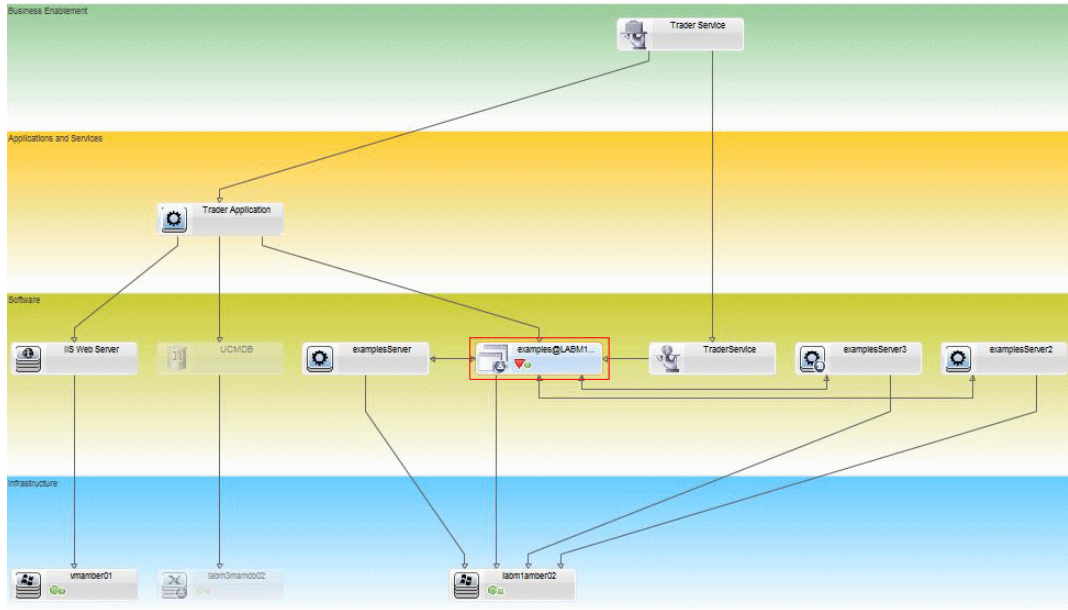 Business Enablement
Trader Service
Applications and Services
Trader Application
Software
IIS Web Server
UCMDB
examplesServer
examples@LABM1...
TraderService
examplesServer3
examplesServer2
Infrastructure
vmamber01
labm3mamdb02
labm1amber02